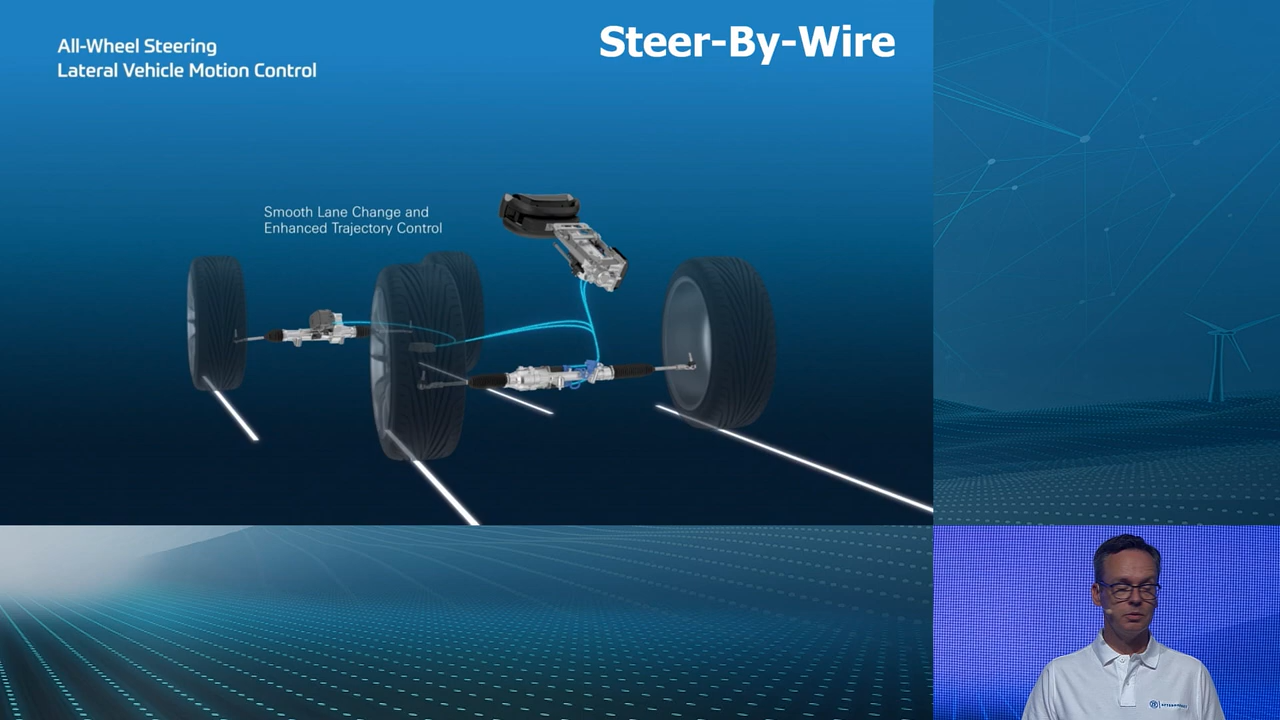 All-Wheel Steering
Lateral Vehicle Motion Control
Steer-By-Wire
Smooth Lane Change and
Enhanced Trajectory Control